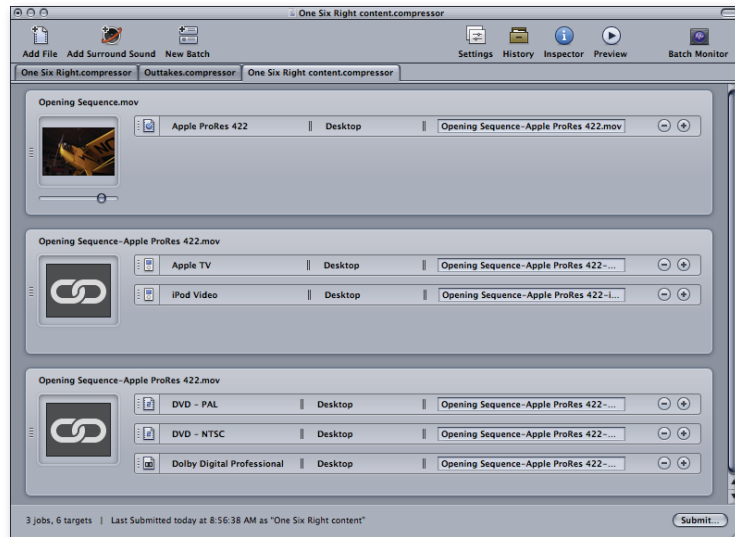 One Six Right content.compressor
Add File Add Surround Sound New Batch Settings History Inspector Preview Batch Monitor
One Six Right.compressor Outtakes.compressor One Six Right content.compressor
Opening Sequence.mov
Apple ProRes 422 Desktop Opening Sequence-Apple ProRes 422.mov
Opening Sequence-Apple ProRes 422.mov
Apple TV Desktop Opening Sequence-Apple ProRes 422-...
iPod Video Desktop Opening Sequence-Apple ProRes 422-i...
Opening Sequence-Apple ProRes 422.mov
DVD - PAL Desktop Opening Sequence-Apple ProRes 422-...
DVD - NTSC Desktop Opening Sequence-Apple ProRes 422-...
Dolby Digital Professional Desktop Opening Sequence-Apple ProRes 422-...
3 jobs, 6 targets | Last Submitted today at 8:56:38 AM as "One Six Right content" Submit...